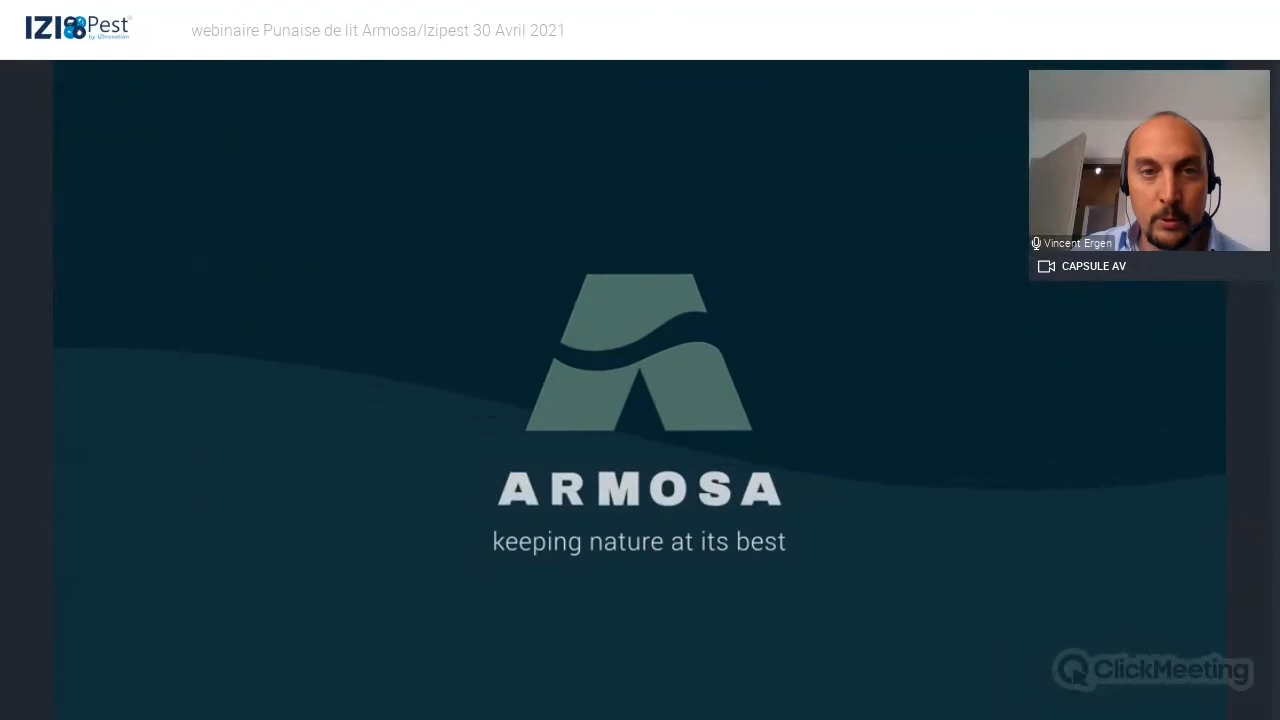 IZI Pest
by IZInovation
webinaire Punaise de lit Armosa/Izipest 30 Avril 2021
Vincent Ergen
CAPSULE AV
ARMOSA
keeping nature at its best
ClickMeeting